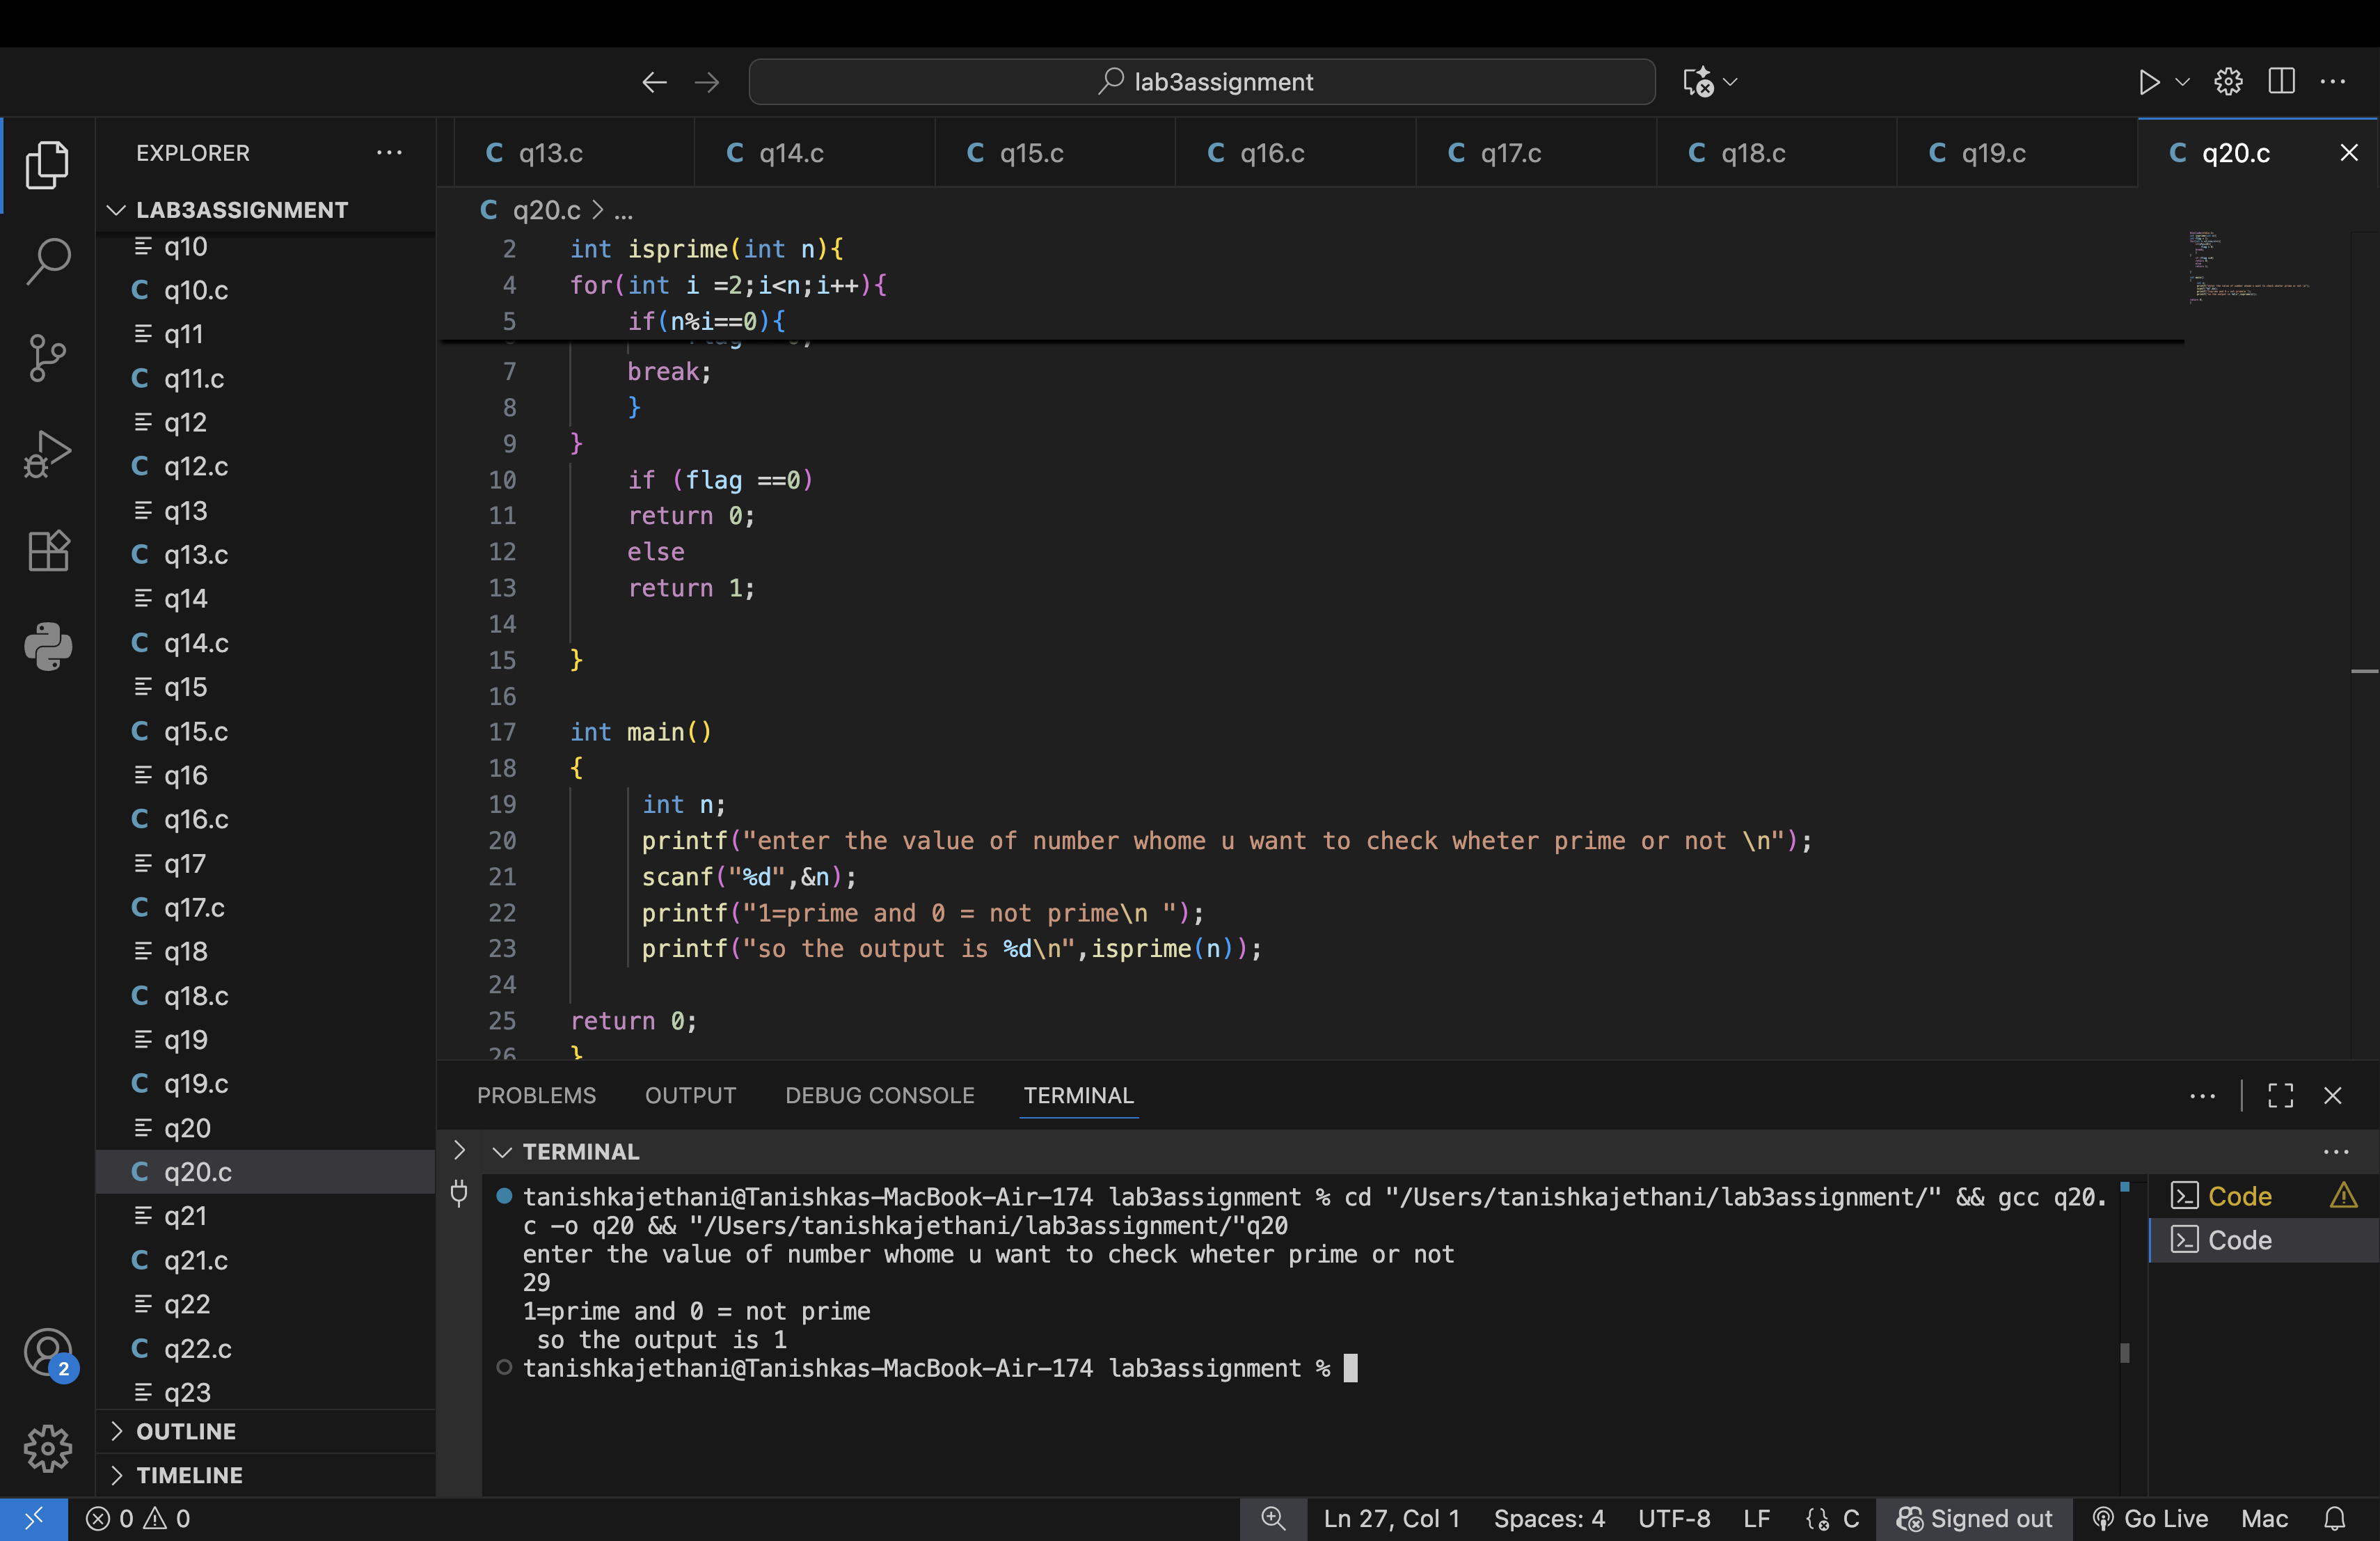 lab3assignment
EXPLORER
LAB3ASSIGNMENT
q10
C q10.c
q11
C q11.c
q12
C q12.c
q13
C q13.c
q14
C q14.c
q15
C q15.c
q16
C q16.c
q17
C q17.c
q18
C q18.c
q19
C q19.c
q20
C q20.c
q21
C q21.c
q22
C q22.c
q23
OUTLINE
TIMELINE
C q13.c C q14.c C q15.c C q16.c C q17.c C q18.c C q19.c C q20.c
C q20.c > ...
2 int isprime(int n){
4 for(int i =2;i<n;i++){
5 if(n%i==0){
7 break;
8 }
9 }
10 if (flag ==0)
11 return 0;
12 else
13 return 1;
14
15 }
16
17 int main()
18 {
19 int n;
20 printf("enter the value of number whome u want to check wheter prime or not \n");
21 scanf("%d",&n);
22 printf("1=prime and 0 = not prime\n ");
23 printf("so the output is %d\n",isprime(n));
24
25 return 0;
26 }
PROBLEMS OUTPUT DEBUG CONSOLE TERMINAL
TERMINAL
tanishkajethani@Tanishkas-MacBook-Air-174 lab3assignment % cd "/Users/tanishkajethani/lab3assignment/" && gcc q20.
c -o q20 && "/Users/tanishkajethani/lab3assignment/"q20
enter the value of number whome u want to check wheter prime or not
29
1=prime and 0 = not prime
so the output is 1
tanishkajethani@Tanishkas-MacBook-Air-174 lab3assignment %
Code
Code
2
0 0 Ln 27, Col 1 Spaces: 4 UTF-8 LF C Signed out Go Live Mac